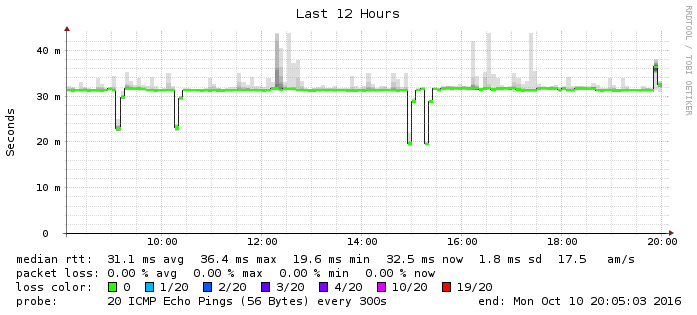 Last 12 Hours
RRDTOOL / TOBI OETIKER
Seconds
40 m
30 m
20 m
10 m
0
10:00 12:00 14:00 16:00 18:00 20:00
median rtt: 31.1 ms avg 36.4 ms max 19.6 ms min 32.5 ms now 1.8 ms sd 17.5 am/s
packet loss: 0.00 % avg 0.00 % max 0.00 % min 0.00 % now
loss color: 0 1/20 2/20 3/20 4/20 10/20 19/20
probe: 20 ICMP Echo Pings (56 Bytes) every 300s end: Mon Oct 10 20:05:03 2016